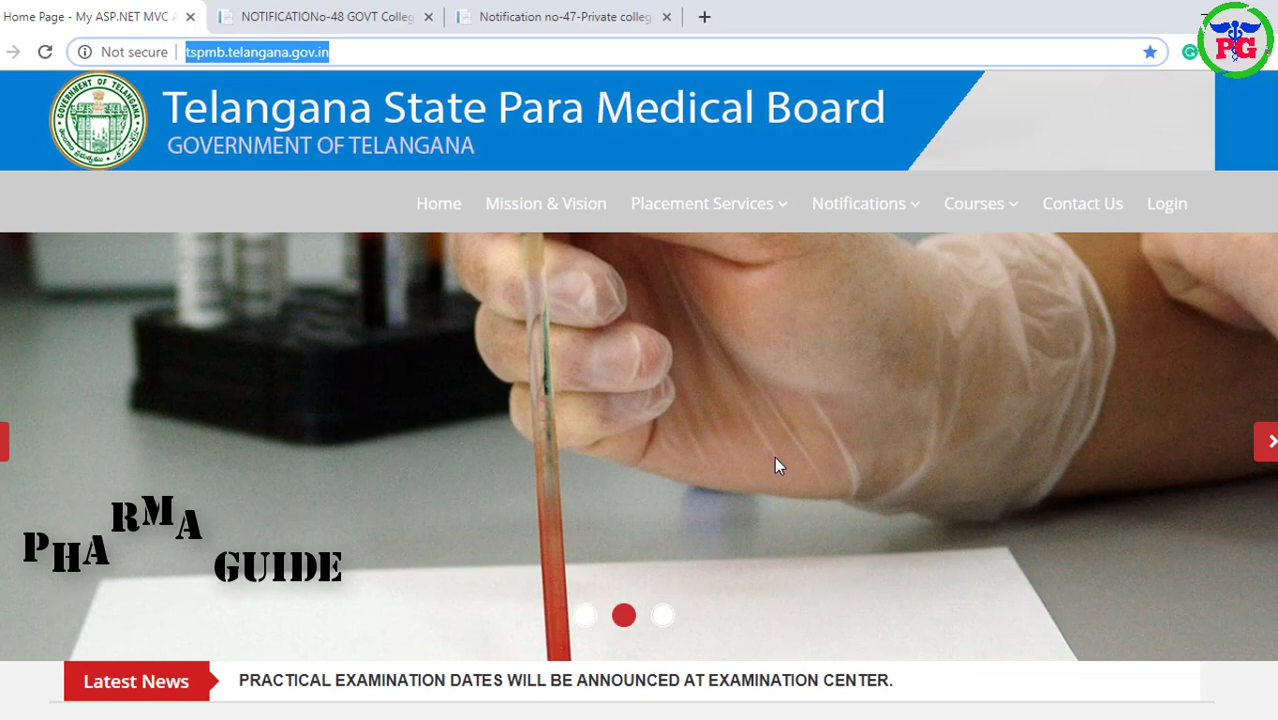 Home Page - My ASP.NET MVC A
NOTIFICATIONo-48 GOVT Colleg
Notification no-47-Private colleg
Not secure
tspmb.telangana.gov.in
PG
Telangana State Para Medical Board
GOVERNMENT OF TELANGANA
Home
Mission & Vision
Placement Services
Notifications
Courses
Contact Us
Login
PHARMA
GUIDE
Latest News
PRACTICAL EXAMINATION DATES WILL BE ANNOUNCED AT EXAMINATION CENTER.